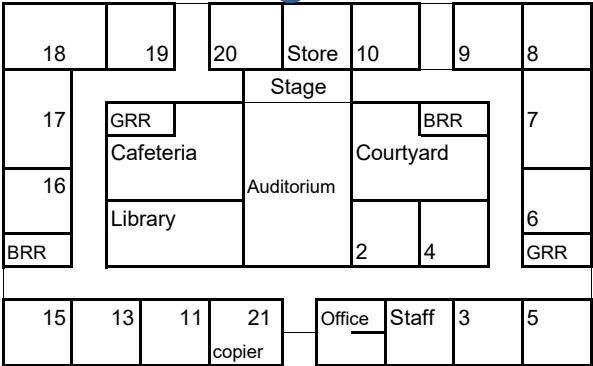 18 19 20 Store 10 9 8
Stage
17 GRR BRR 7
Cafeteria Courtyard
16 Auditorium
Library 6
BRR 2 4 GRR
15 13 11 21 Office Staff 3 5
copier